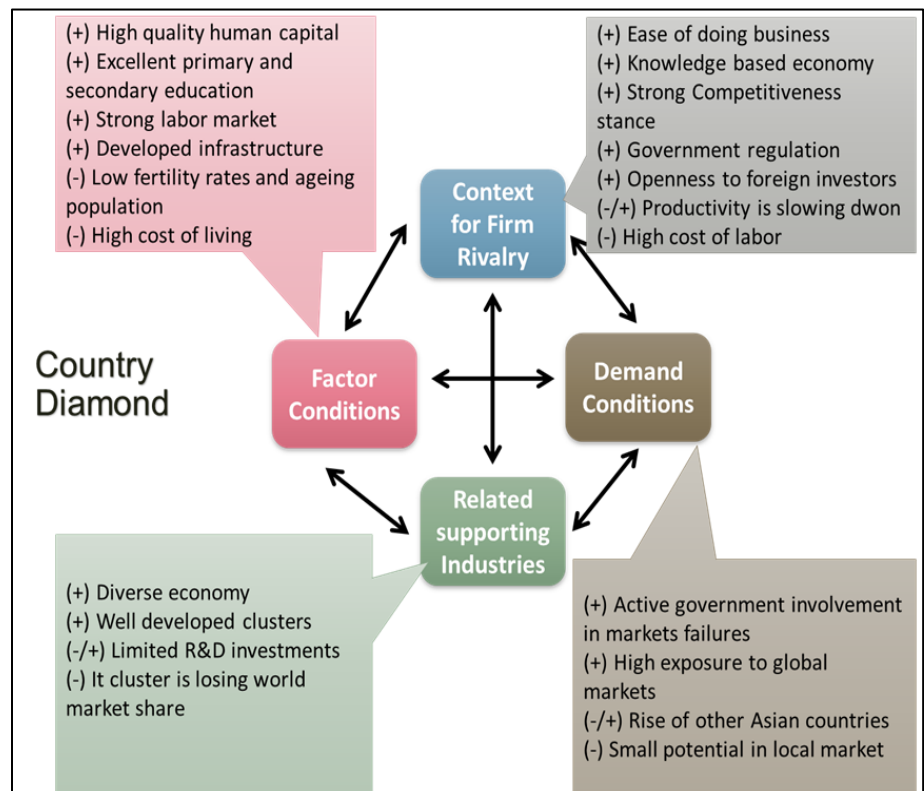 (+) High quality human capital
(+) Excellent primary and
secondary education
(+) Strong labor market
(+) Developed infrastructure
(-) Low fertility rates and ageing
population
(-) High cost of living
(+) Ease of doing business
(+) Knowledge based economy
(+) Strong Competitiveness
stance
(+) Government regulation
(+) Openness to foreign investors
(-/+) Productivity is slowing dwon
(-) High cost of labor
Context
for Firm
Rivalry
Country
Diamond
Factor
Conditions
Demand
Conditions
Related
supporting
Industries
(+) Diverse economy
(+) Well developed clusters
(-/+) Limited R&D investments
(-) It cluster is losing world
market share
(+) Active government involvement
in markets failures
(+) High exposure to global
markets
(-/+) Rise of other Asian countries
(-) Small potential in local market